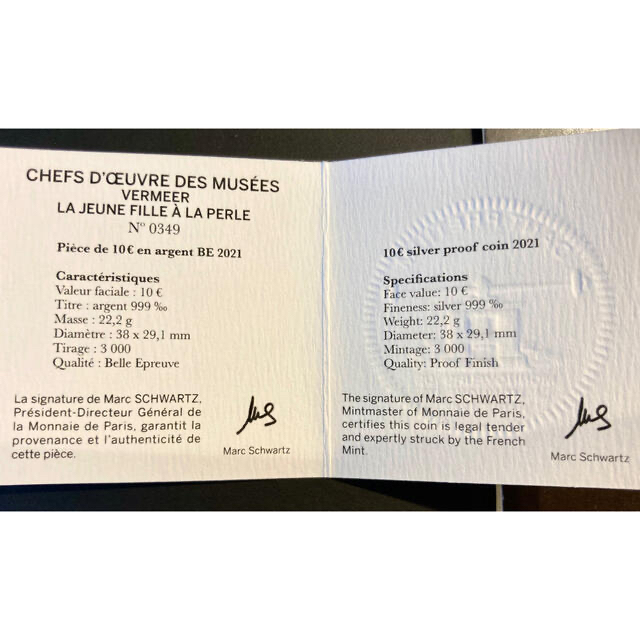 CHEFS D'ŒUVRE DES MUSÉES
VERMEER
LA JEUNE FILLE À LA PERLE
N° 0349
Pièce de 10€ en argent BE 2021
Caractéristiques
Valeur faciale : 10 €
Titre : argent 999 ‰
Masse : 22,2 g
Diamètre : 38 x 29,1 mm
Tirage : 3 000
Qualité : Belle Epreuve
La signature de Marc SCHWARTZ,
Président-Directeur Général de
la Monnaie de Paris, garantit la
provenance et l'authenticité de
cette pièce.
Marc Schwartz
10€ silver proof coin 2021
Specifications
Face value: 10 €
Fineness: silver 999 ‰
Weight: 22,2 g
Diameter: 38 x 29,1 mm
Mintage: 3 000
Quality: Proof Finish
The signature of Marc SCHWARTZ,
Mintmaster of Monnaie de Paris,
certifies this coin is legal tender
and expertly struck by the French
Mint.
Marc Schwartz